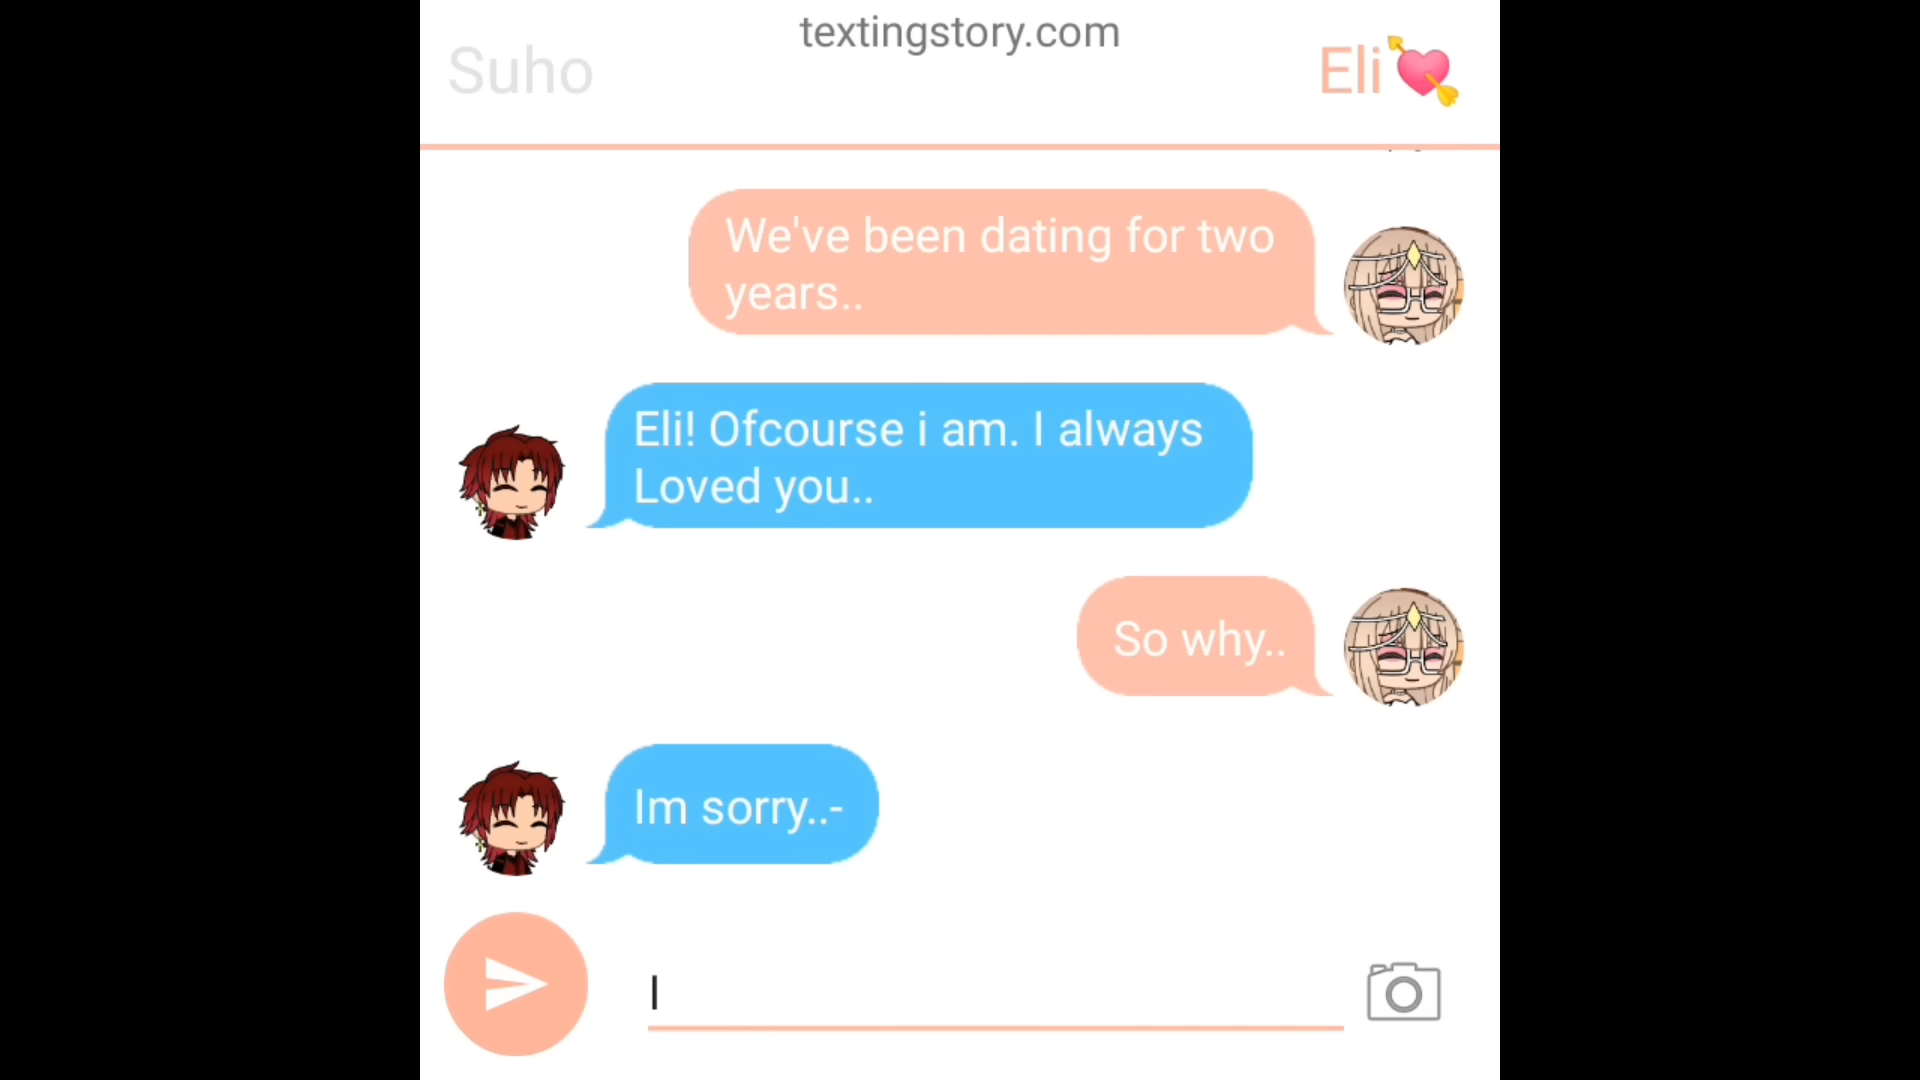 textingstory.com
Suho
Eli💘
We've been dating for two
years..
Eli! Ofcourse i am. I always
Loved you..
So why..
Im sorry..-
I